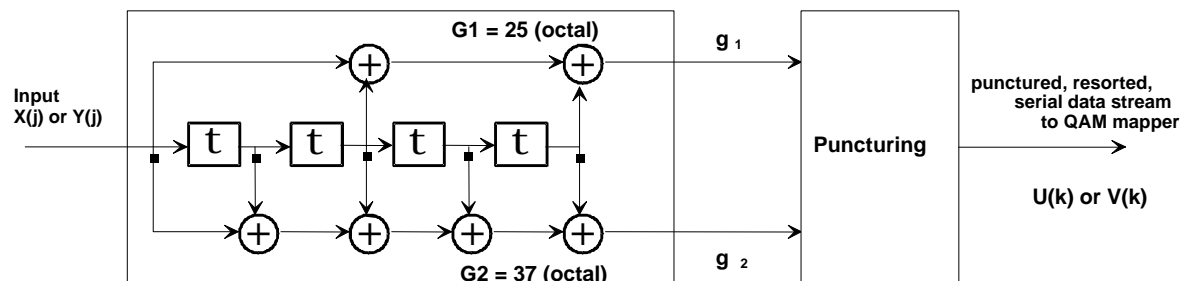 G1 = 25 (octal)
g 1
Input
X(j) or Y(j)
punctured, resorted,
serial data stream
to QAM mapper
t t t t
Puncturing
U(k) or V(k)
G2 = 37 (octal)
g 2